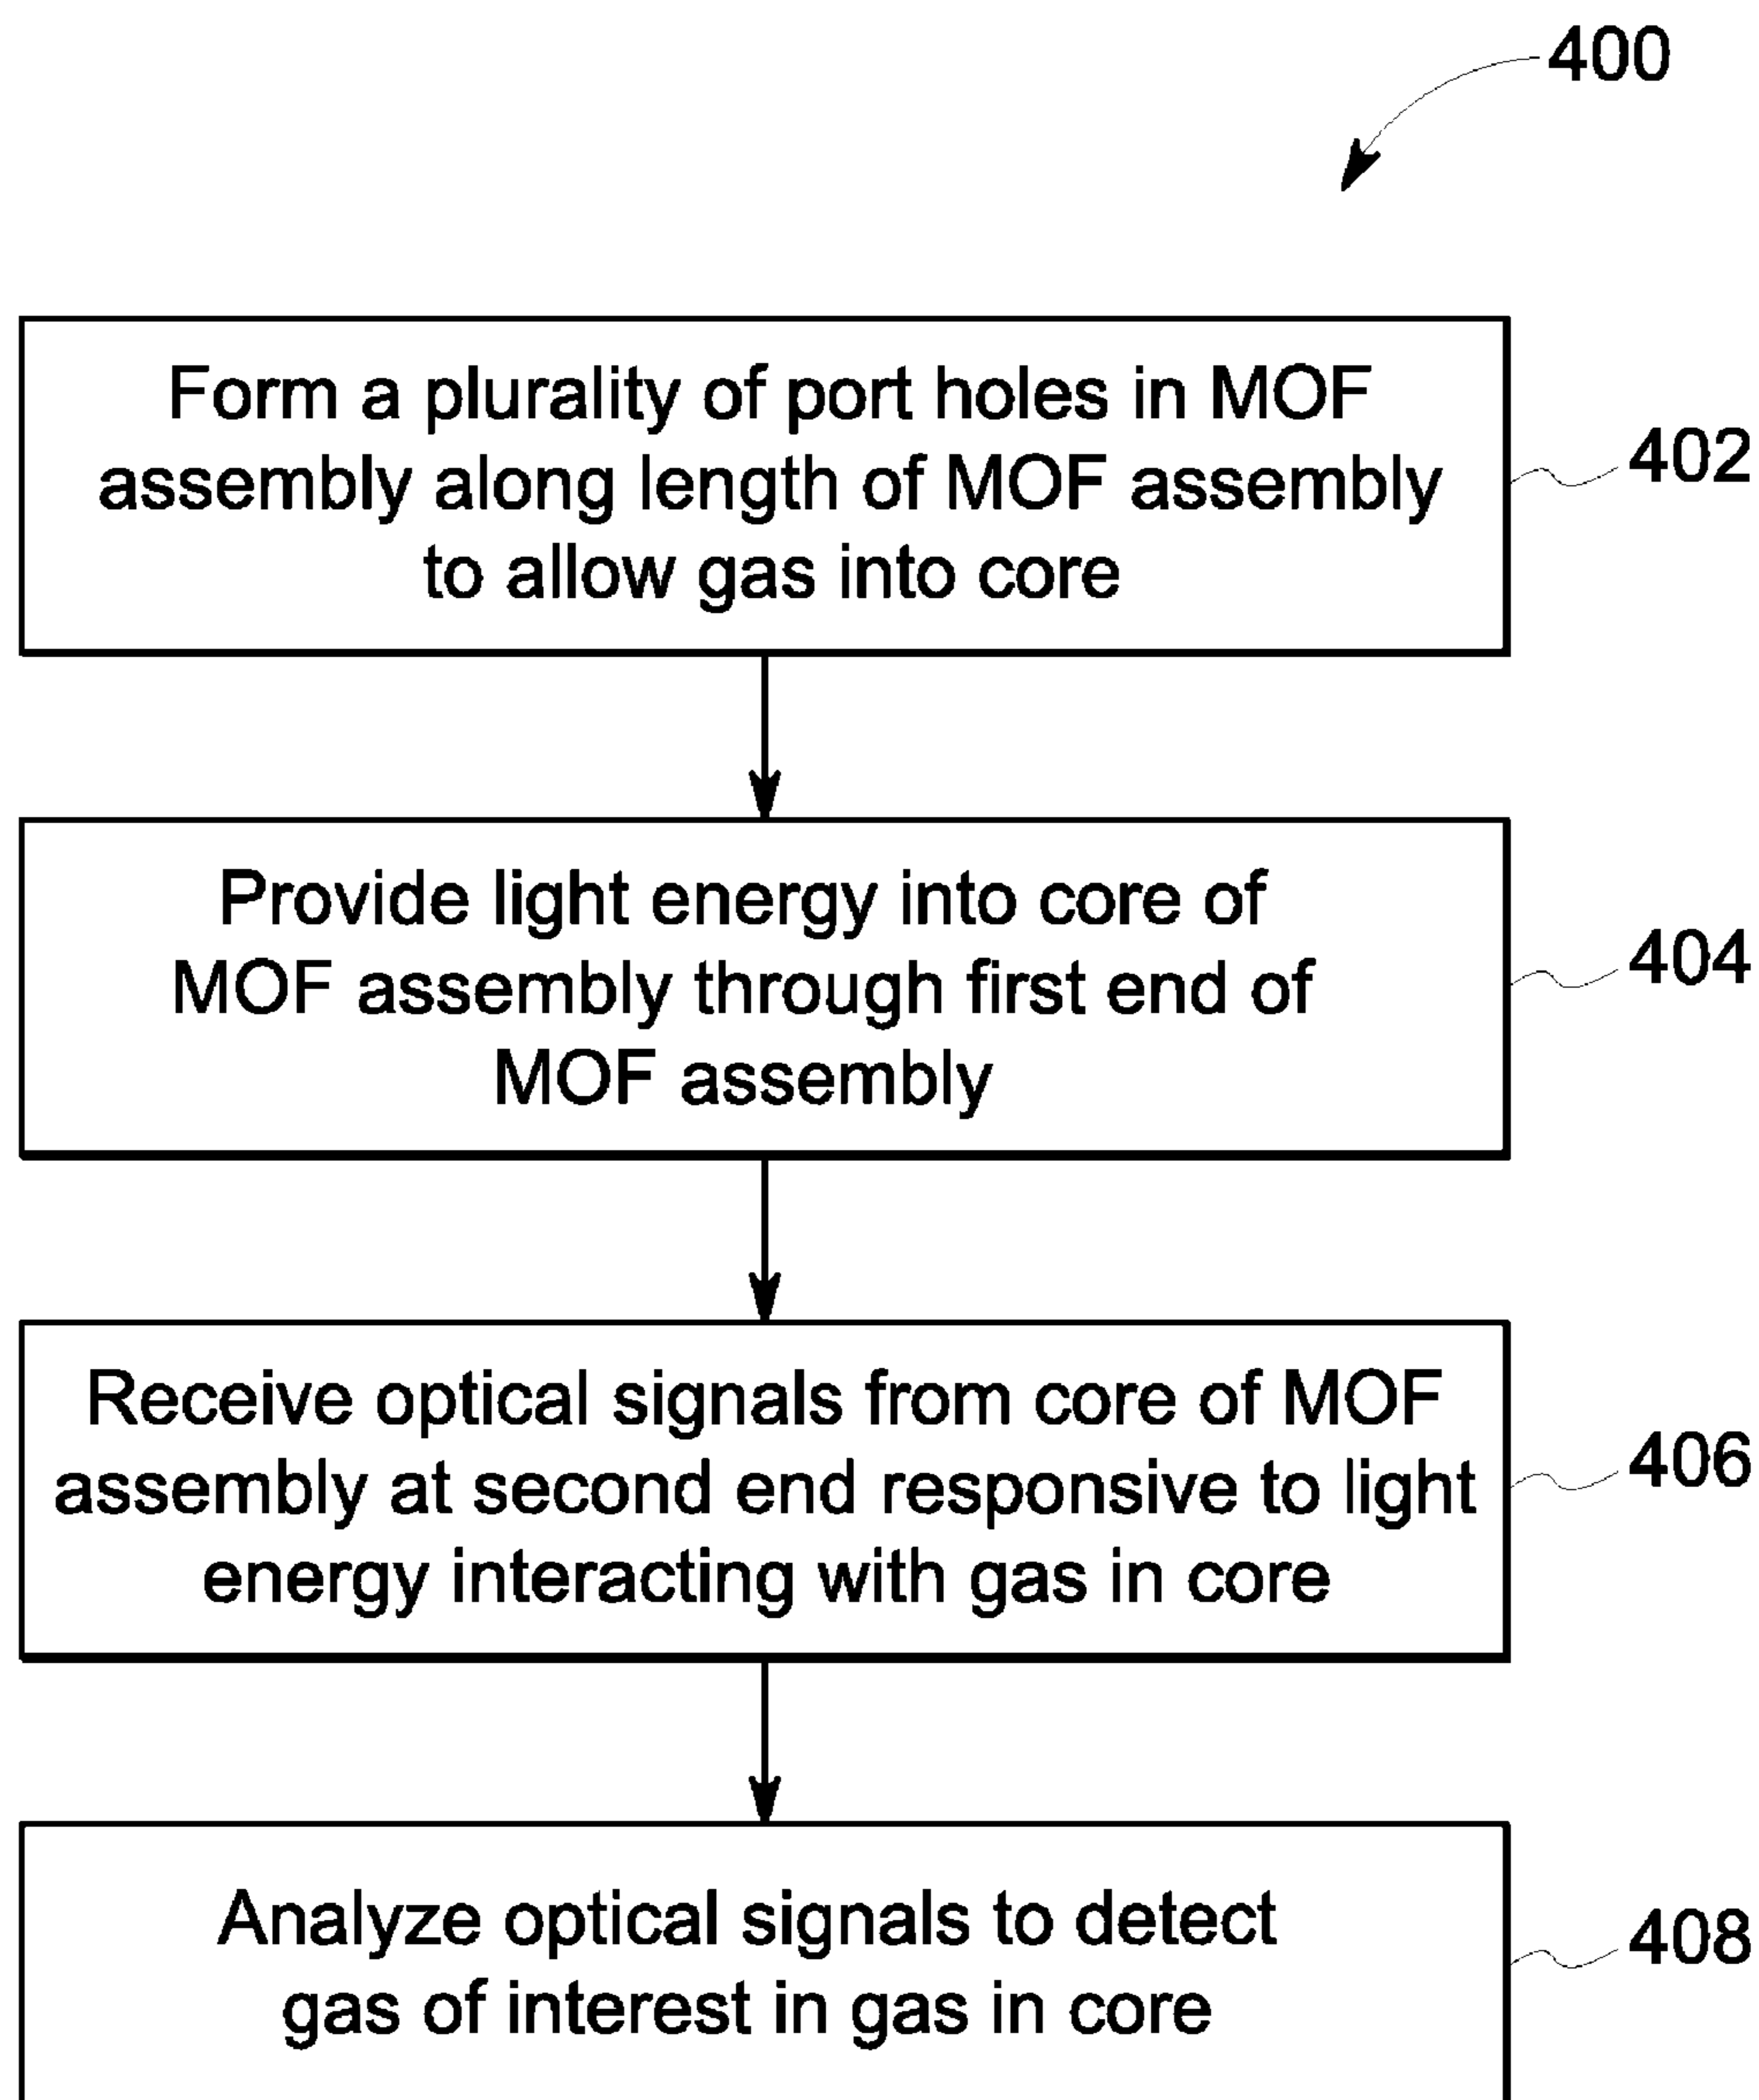 400
Form a plurality of port holes in MOF
assembly along length of MOF assembly
to allow gas into core
402
Provide light energy into core of
MOF assembly through first end of
MOF assembly
404
Receive optical signals from core of MOF
assembly at second end responsive to light
energy interacting with gas in core
406
Analyze optical signals to detect
gas of interest in gas in core
408